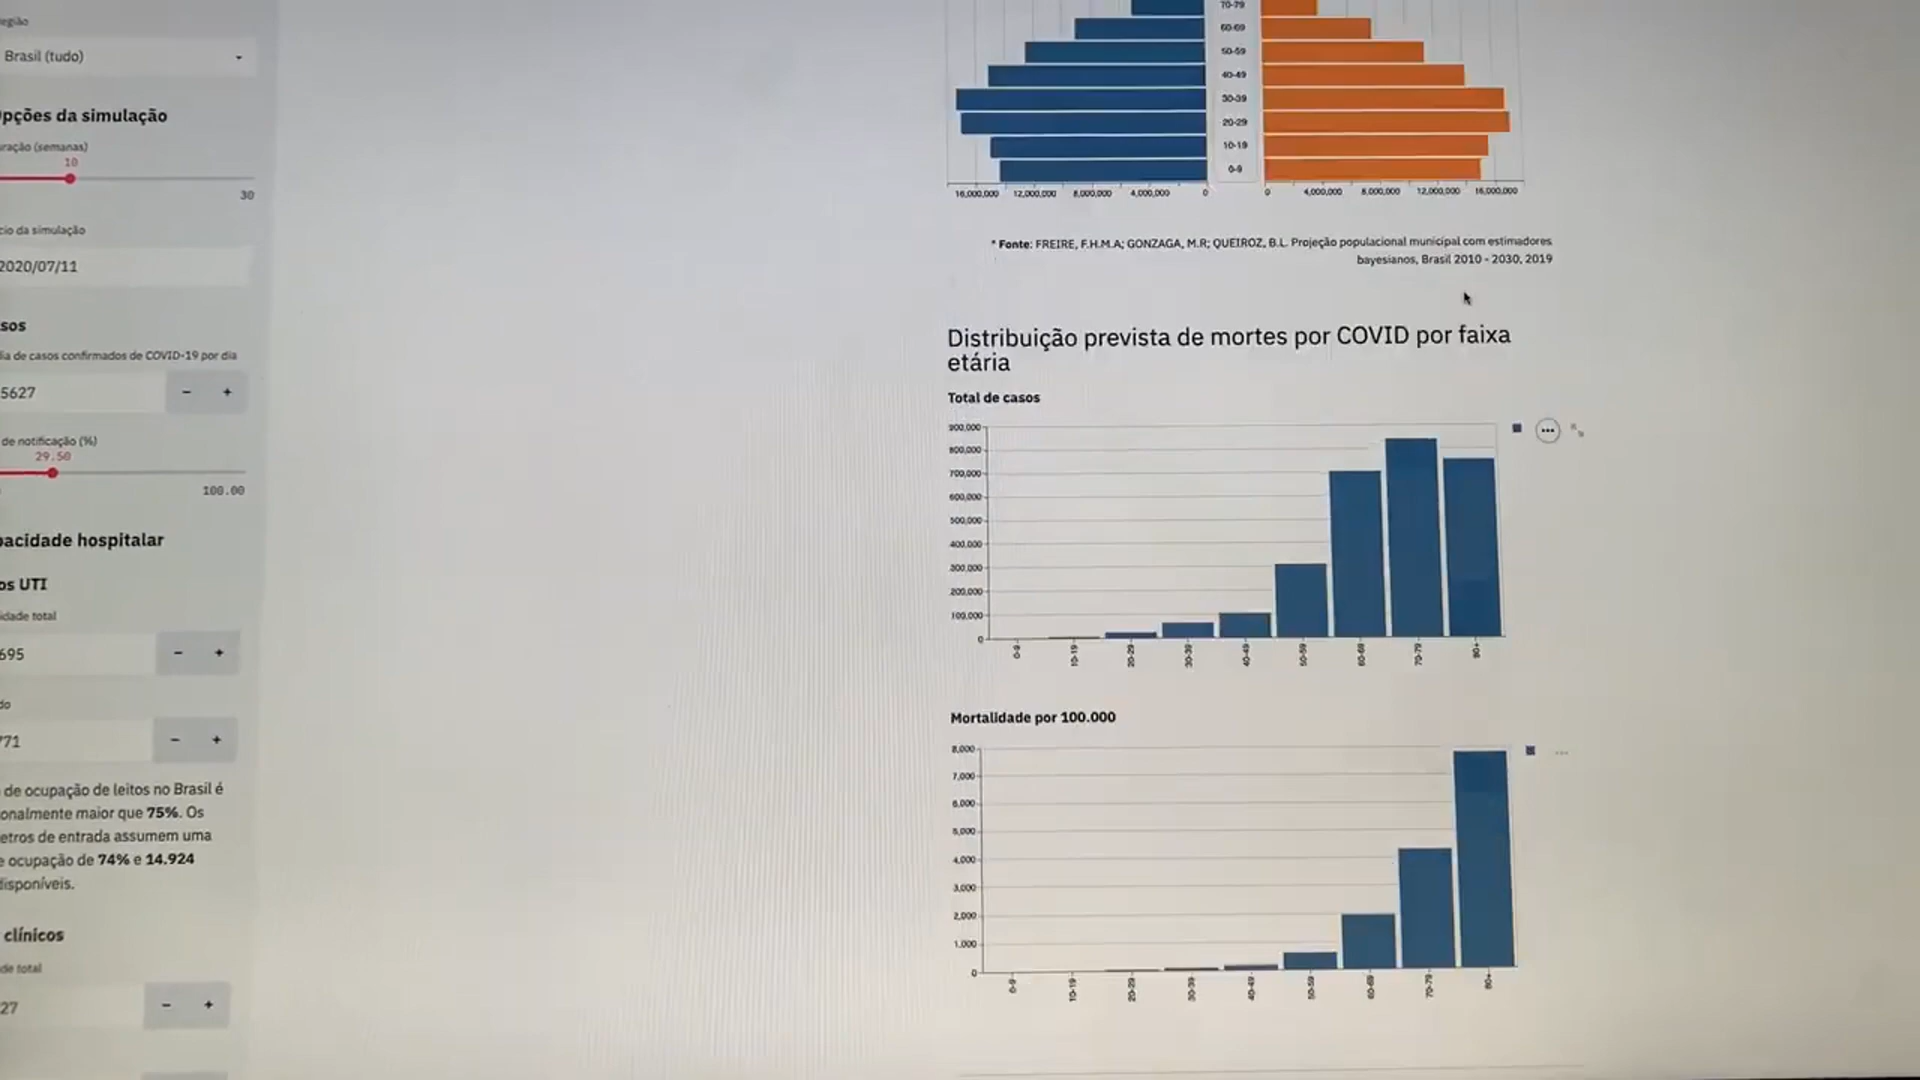 Brasil (tudo)
pções da simulação
ração (semanas)
10
30
cio da simulação
2020/07/11
sos
ia de casos confirmados de COVID-19 por dia
5627
−
+
de notificação (%)
29.50
100.00
pacidade hospitalar
os UTI
idade total
695
−
+
do
771
−
+
de ocupação de leitos no Brasil é
onalmente maior que 75%. Os
etros de entrada assumem uma
e ocupação de 74% e 14.924
disponíveis.
clínicos
de total
27
−
+
70-79
60-69
50-59
40-49
30-39
20-29
10-19
0-9
16,000,000 12,000,000 8,000,000 4,000,000 0
0 4,000,000 8,000,000 12,000,000 16,000,000
* Fonte: FREIRE, F.H.M.A; GONZAGA, M.R; QUEIROZ, B.L. Projeção populacional municipal com estimadores
bayesianos, Brasil 2010 - 2030, 2019
Distribuição prevista de mortes por COVID por faixa
etária
Total de casos
900,000
800,000
700,000
600,000
500,000
400,000
300,000
200,000
100,000
0
0-9 10-19 20-29 30-39 40-49 50-59 60-69 70-79 80+
Mortalidade por 100.000
8,000
7,000
6,000
5,000
4,000
3,000
2,000
1,000
0
0-9 10-19 20-29 30-39 40-49 50-59 60-69 70-79 80+